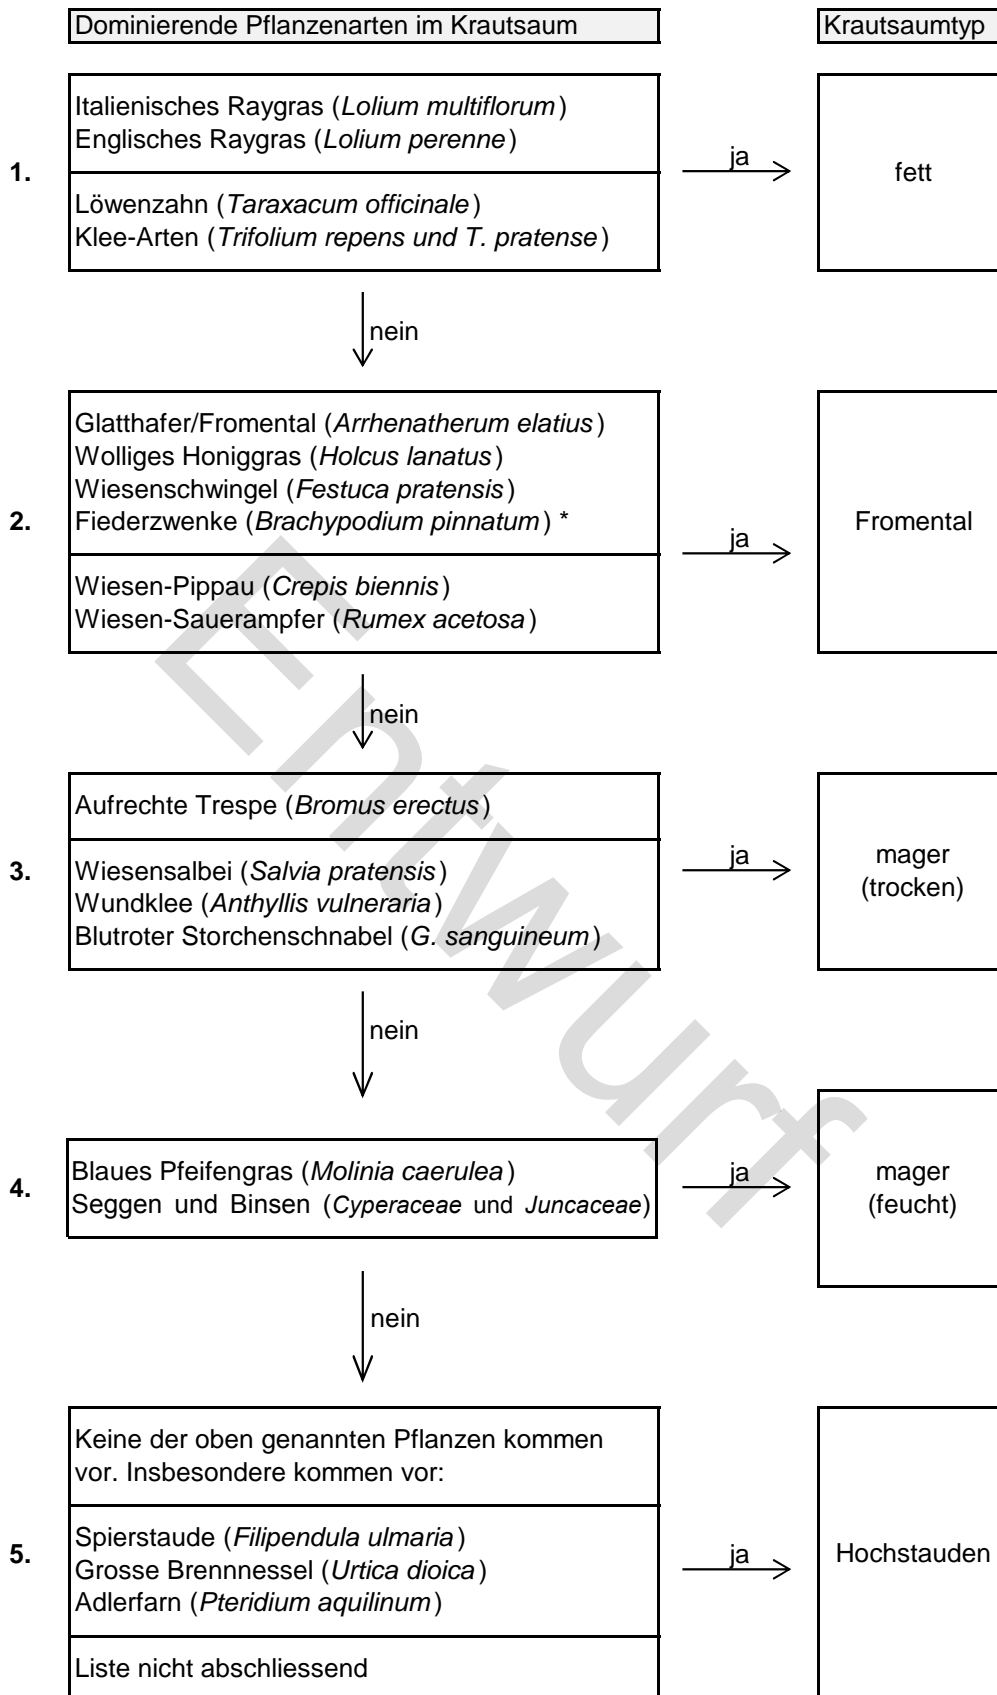 Dominierende Pflanzenarten im Krautsaum
Krautsaumtyp
1.
Italienisches Raygras (Lolium multiflorum)
Englisches Raygras (Lolium perenne)
Löwenzahn (Taraxacum officinale)
Klee-Arten (Trifolium repens und T. pratense)
ja
fett
nein
2.
Glatthafer/Fromental (Arrhenatherum elatius)
Wolliges Honiggras (Holcus lanatus)
Wiesenschwingel (Festuca pratensis)
Fiederzwenke (Brachypodium pinnatum) *
Wiesen-Pippau (Crepis biennis)
Wiesen-Sauerampfer (Rumex acetosa)
ja
Fromental
nein
3.
Aufrechte Trespe (Bromus erectus)
Wiesensalbei (Salvia pratensis)
Wundklee (Anthyllis vulneraria)
Blutroter Storchenschnabel (G. sanguineum)
ja
mager
(trocken)
nein
4.
Blaues Pfeifengras (Molinia caerulea)
Seggen und Binsen (Cyperaceae und Juncaceae)
ja
mager
(feucht)
nein
5.
Keine der oben genannten Pflanzen kommen
vor. Insbesondere kommen vor:
Spierstaude (Filipendula ulmaria)
Grosse Brennnessel (Urtica dioica)
Adlerfarn (Pteridium aquilinum)
Liste nicht abschliessend
ja
Hochstauden
Entwurf